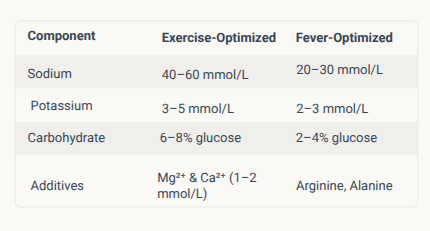 Component Exercise-Optimized Fever-Optimized
Sodium 40–60 mmol/L 20–30 mmol/L
Potassium 3–5 mmol/L 2–3 mmol/L
Carbohydrate 6–8% glucose 2–4% glucose
Additives Mg²⁺ & Ca²⁺ (1–2 mmol/L) Arginine, Alanine